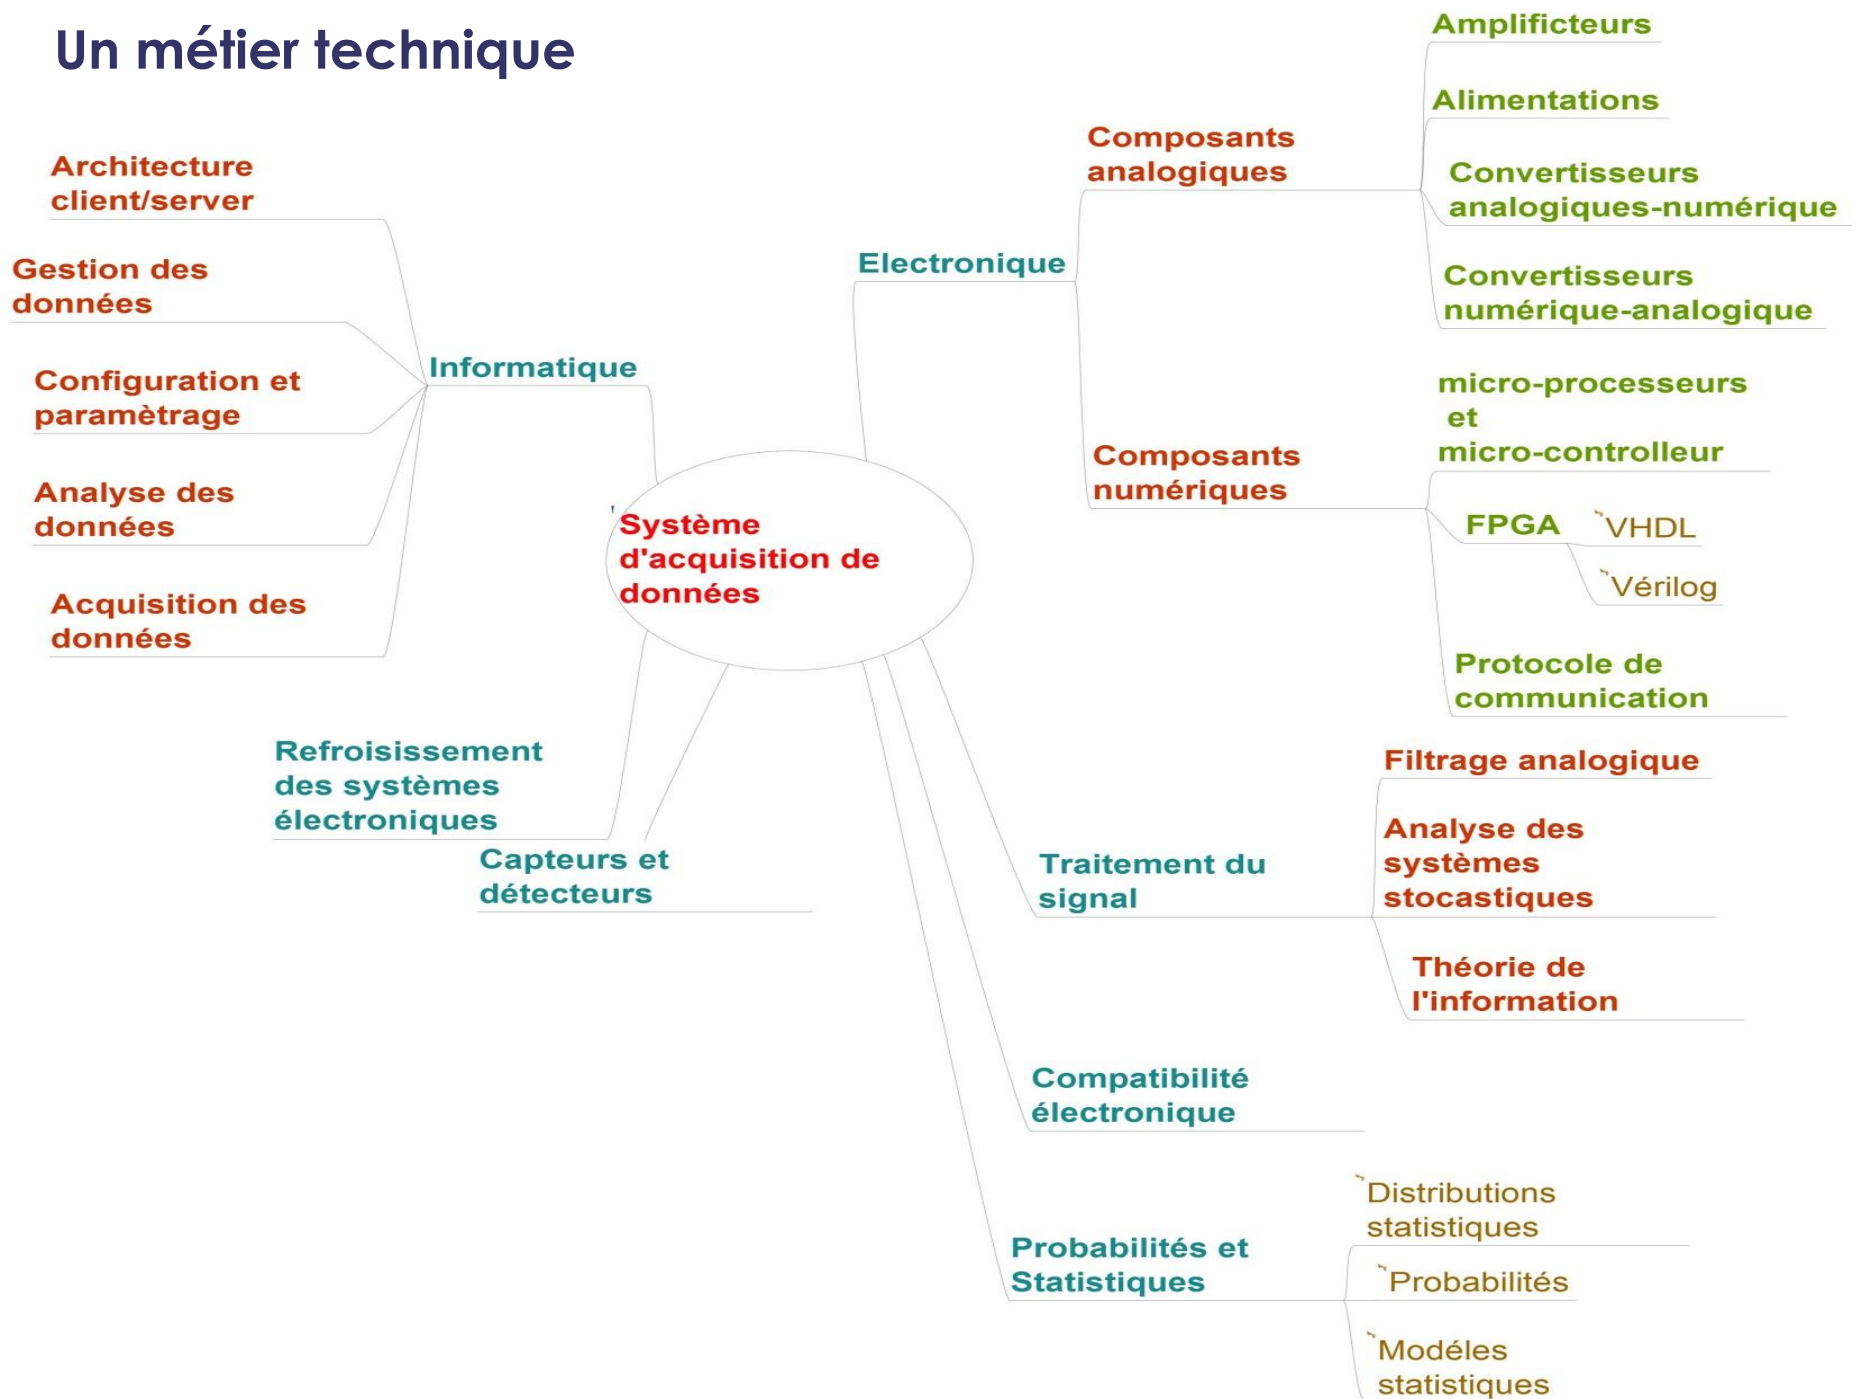 Un métier technique
Architecture
client/server
Gestion des
données
Configuration et
paramètrage
Analyse des
données
Acquisition des
données
Informatique
Système
d'acquisition de
données
Refroisissement
des systèmes
électroniques
Capteurs et
détecteurs
Electronique
Composants
analogiques
Amplificteurs
Alimentations
Convertisseurs
analogiques-numérique
Convertisseurs
numérique-analogique
Composants
numériques
micro-processeurs
et
micro-controlleur
FPGA
VHDL
Vérilog
Protocole de
communication
Traitement du
signal
Filtrage analogique
Analyse des
systèmes
stocastiques
Théorie de
l'information
Compatibilité
électronique
Probabilités et
Statistiques
Distributions
statistiques
Probabilités
Modéles
statistiques